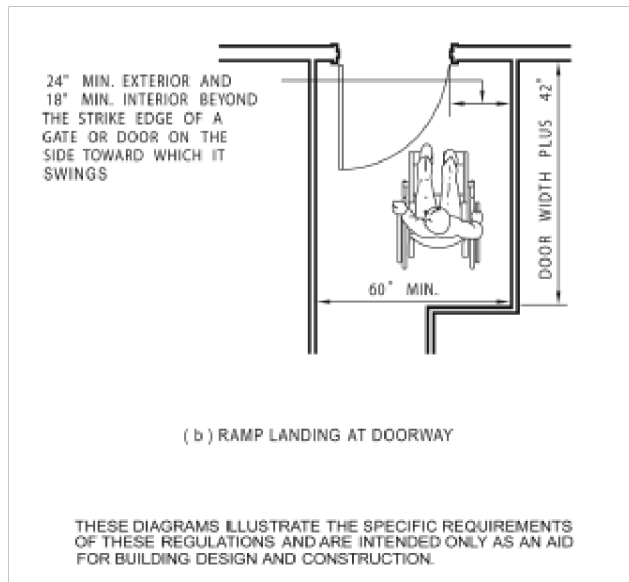 24" MIN. EXTERIOR AND
18" MIN. INTERIOR BEYOND
THE STRIKE EDGE OF A
GATE OR DOOR ON THE
SIDE TOWARD WHICH IT
SWINGS
DOOR WIDTH PLUS 42"
60" MIN.
( b ) RAMP LANDING AT DOORWAY
THESE DIAGRAMS ILLUSTRATE THE SPECIFIC REQUIREMENTS
OF THESE REGULATIONS AND ARE INTENDED ONLY AS AN AID
FOR BUILDING DESIGN AND CONSTRUCTION.